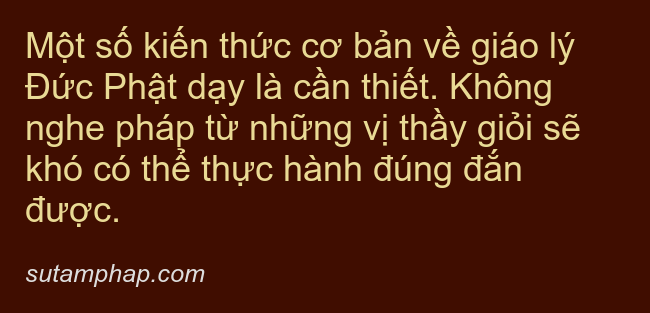 Một số kiến thức cơ bản về giáo lý
Đức Phật dạy là cần thiết. Không
nghe pháp từ những vị thầy giỏi sẽ
khó có thể thực hành đúng đắn
được.
sutamphap.com